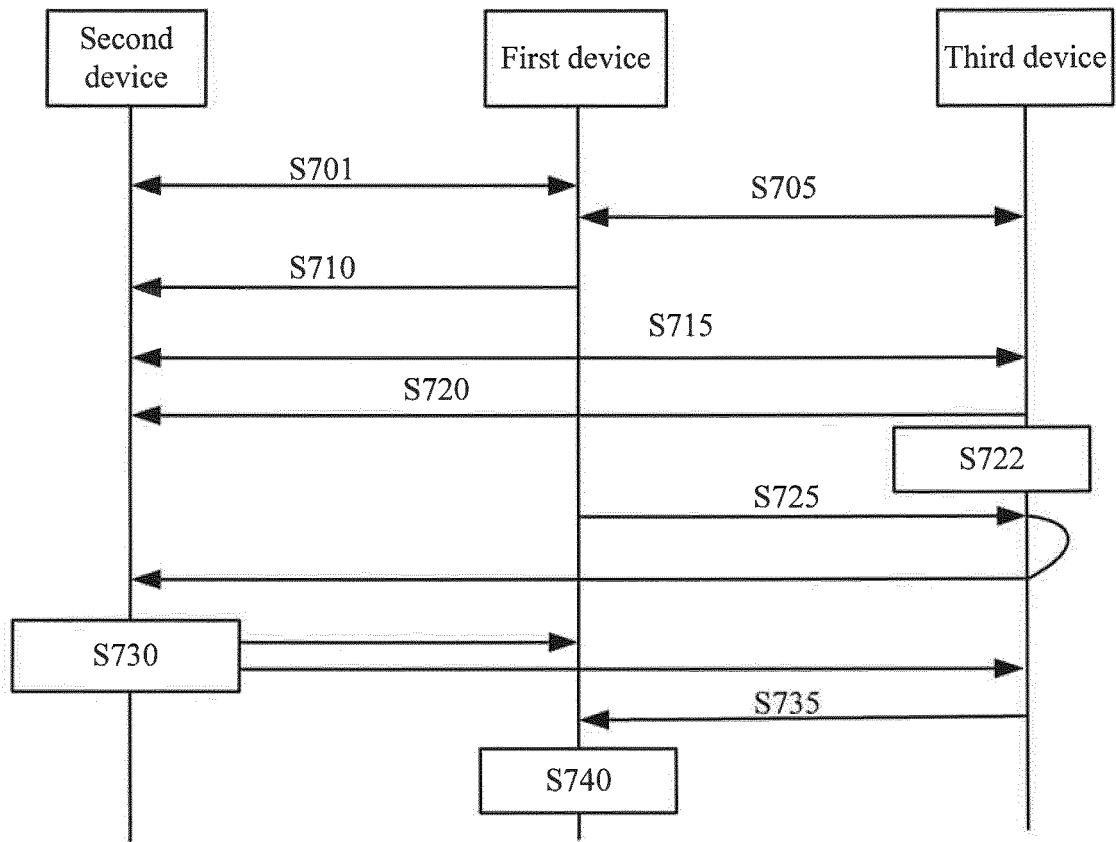 Second
device
First device
Third device
S701
S705
S710
S715
S720
S722
S725
S730
S735
S740